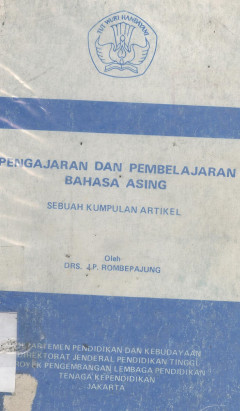 TUT WURI HANDAYANI
PENGAJARAN DAN PEMBELAJARAN
BAHASA ASING
SEBUAH KUMPULAN ARTIKEL
Oleh
DRS. J.P. ROMBEPAJUNG
DEPARTEMEN PENDIDIKAN DAN KEBUDAYAAN
DIREKTORAT JENDERAL PENDIDIKAN TINGGI
PROYEK PENGEMBANGAN LEMBAGA PENDIDIKAN
TENAGA KEPENDIDIKAN
JAKARTA